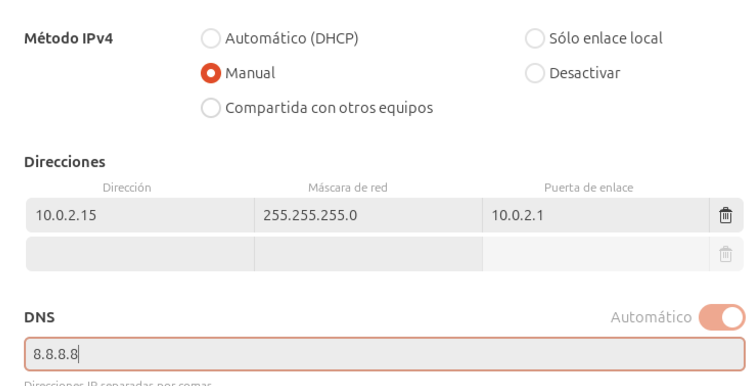 Método IPv4
Automático (DHCP)
Sólo enlace local
Manual
Desactivar
Compartida con otros equipos
Direcciones
Dirección Máscara de red Puerta de enlace
10.0.2.15 255.255.255.0 10.0.2.1
DNS Automático
8.8.8.8
Direcciones IP separadas por comas